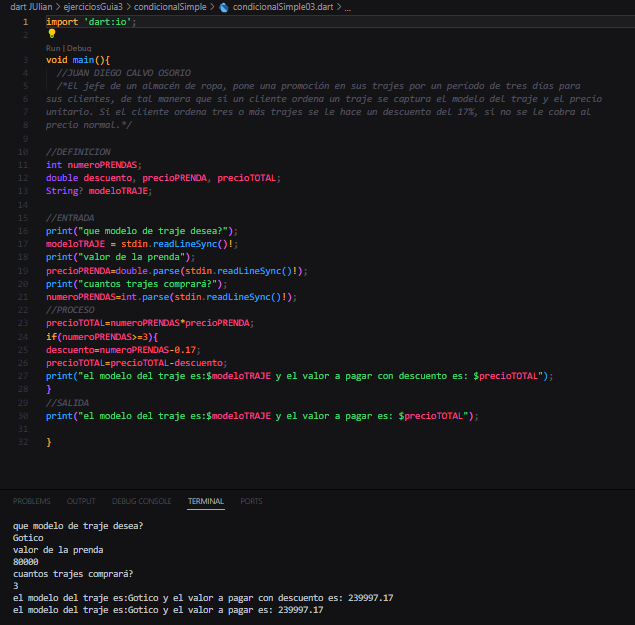 dart JUlian > ejerciciosGuia3 > condicionalSimple > condicionalSimple03.dart > ...
1 import 'dart:io';
2
Run | Debug
3 void main(){
4 //JUAN DIEGO CALVO OSORIO
5 /*El jefe de un almacén de ropa, pone una promoción en sus trajes por un período de tres días para
6 sus clientes, de tal manera que si un cliente ordena un traje se captura el modelo del traje y el precio
7 unitario. Si el cliente ordena tres o más trajes se le hace un descuento del 17%, si no se le cobra al
8 precio normal.*/
9
10 //DEFINICION
11 int numeroPRENDAS;
12 double descuento, precioPRENDA, precioTOTAL;
13 String? modeloTRAJE;
14
15 //ENTRADA
16 print("que modelo de traje desea?");
17 modeloTRAJE = stdin.readLineSync()!;
18 print("valor de la prenda");
19 precioPRENDA=double.parse(stdin.readLineSync()!);
20 print("cuantos trajes comprará?");
21 numeroPRENDAS=int.parse(stdin.readLineSync()!);
22 //PROCESO
23 precioTOTAL=numeroPRENDAS*precioPRENDA;
24 if(numeroPRENDAS>=3){
25 descuento=numeroPRENDAS-0.17;
26 precioTOTAL=precioTOTAL-descuento;
27 print("el modelo del traje es:$modeloTRAJE y el valor a pagar con descuento es: $precioTOTAL");
28 }
29 //SALIDA
30 print("el modelo del traje es:$modeloTRAJE y el valor a pagar es: $precioTOTAL");
31
32 }
PROBLEMS OUTPUT DEBUG CONSOLE TERMINAL PORTS
que modelo de traje desea?
Gotico
valor de la prenda
80000
cuantos trajes comprará?
3
el modelo del traje es:Gotico y el valor a pagar con descuento es: 239997.17
el modelo del traje es:Gotico y el valor a pagar es: 239997.17